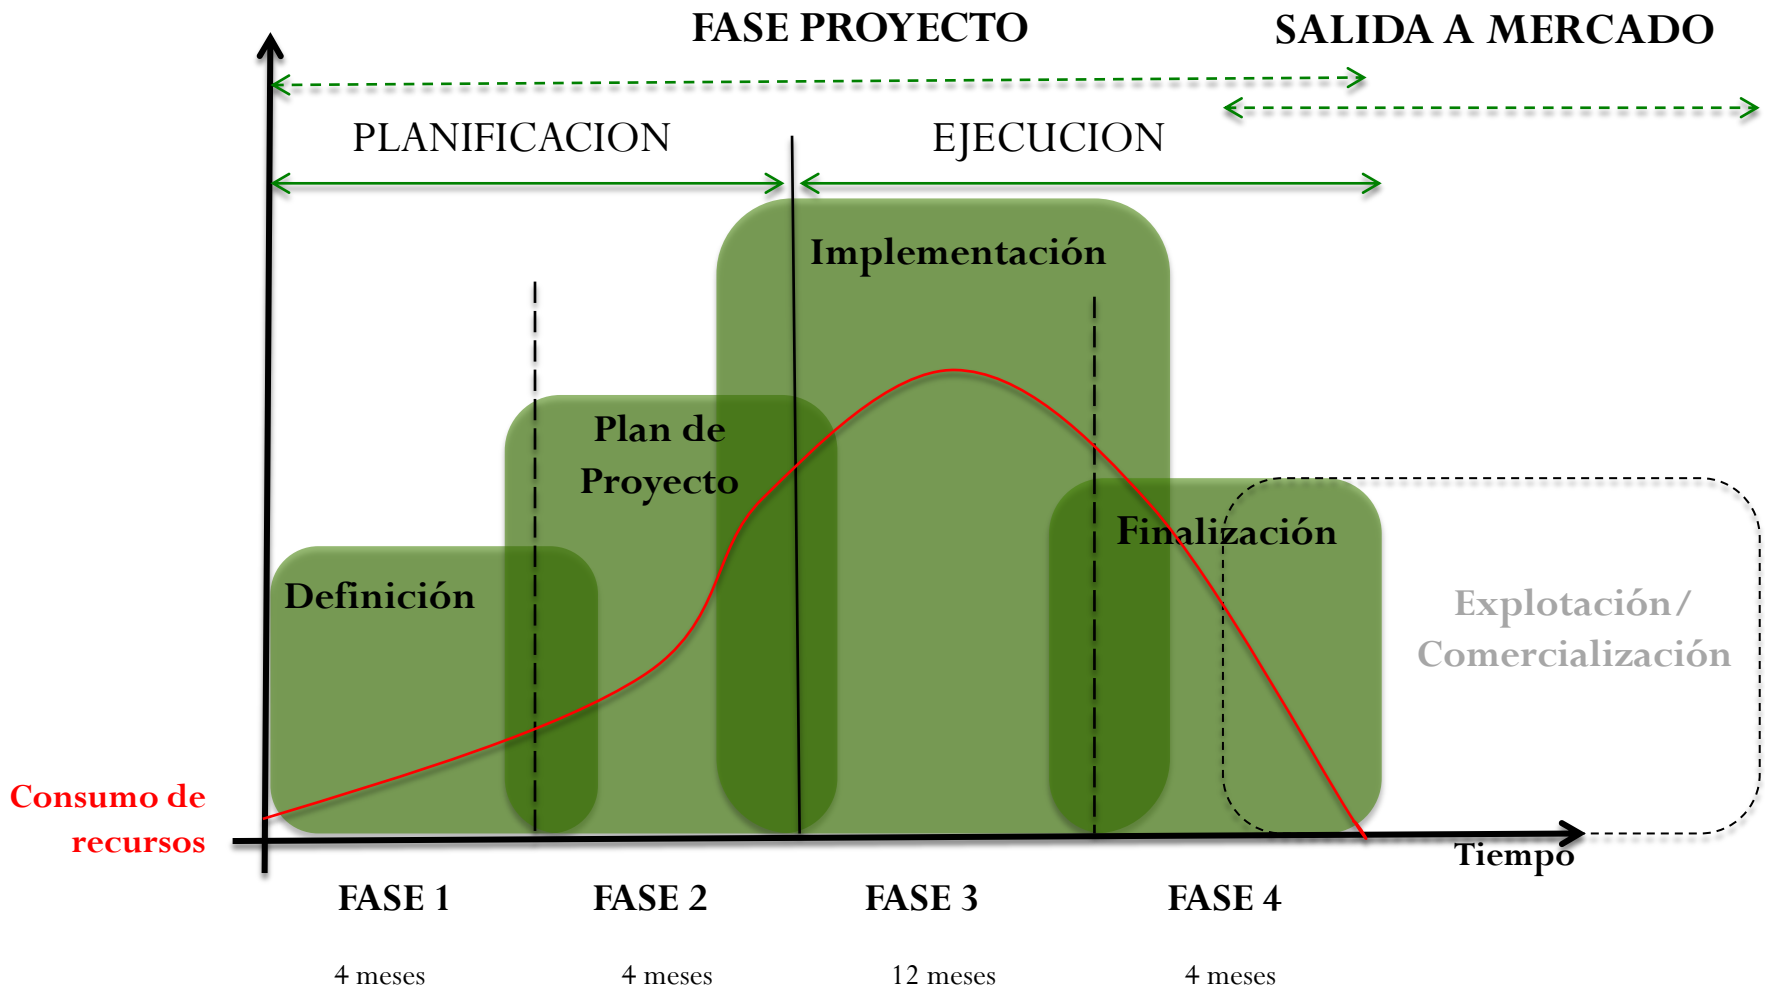 FASE PROYECTO
SALIDA A MERCADO
PLANIFICACION
EJECUCION
Implementación
Plan de
Proyecto
Finalización
Definición
Explotación/
Comercialización
Consumo de
recursos
Tiempo
FASE 1
FASE 2
FASE 3
FASE 4
4 meses
4 meses
12 meses
4 meses